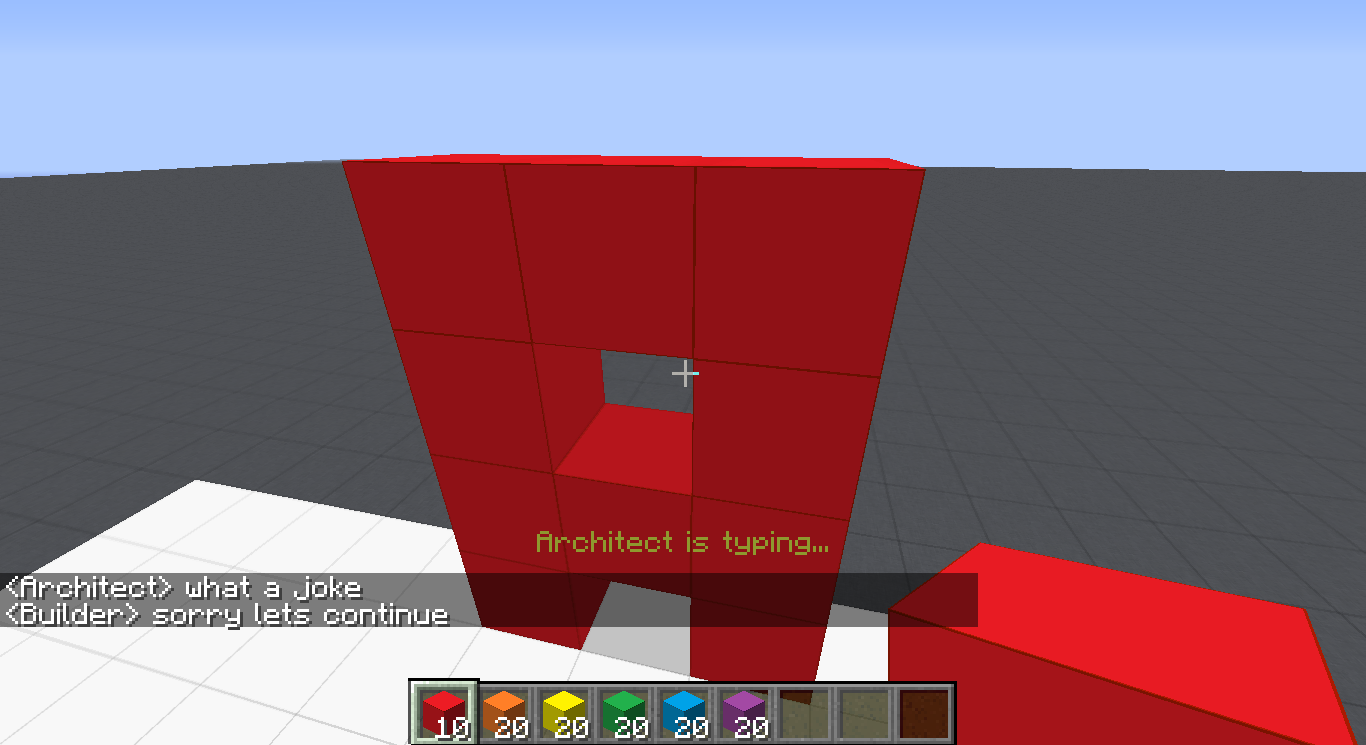 Architect is typing...
<Architect> what a joke
<Builder> sorry lets continue
10 20 20 20 20 20